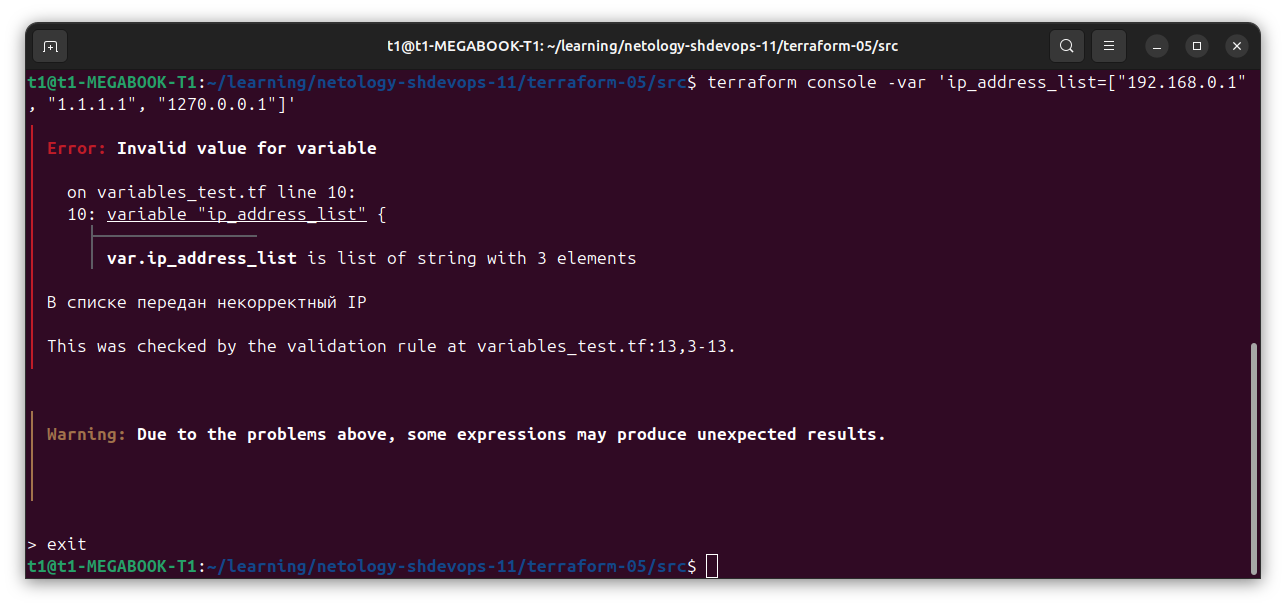 t1@t1-MEGABOOK-T1: ~/learning/netology-shdevops-11/terraform-05/src
t1@t1-MEGABOOK-T1:~/learning/netology-shdevops-11/terraform-05/src$ terraform console -var 'ip_address_list=["192.168.0.1"
, "1.1.1.1", "1270.0.0.1"]'
Error: Invalid value for variable
on variables_test.tf line 10:
10: variable "ip_address_list" {
var.ip_address_list is list of string with 3 elements
В списке передан некорректный IP
This was checked by the validation rule at variables_test.tf:13,3-13.
Warning: Due to the problems above, some expressions may produce unexpected results.
> exit
t1@t1-MEGABOOK-T1:~/learning/netology-shdevops-11/terraform-05/src$